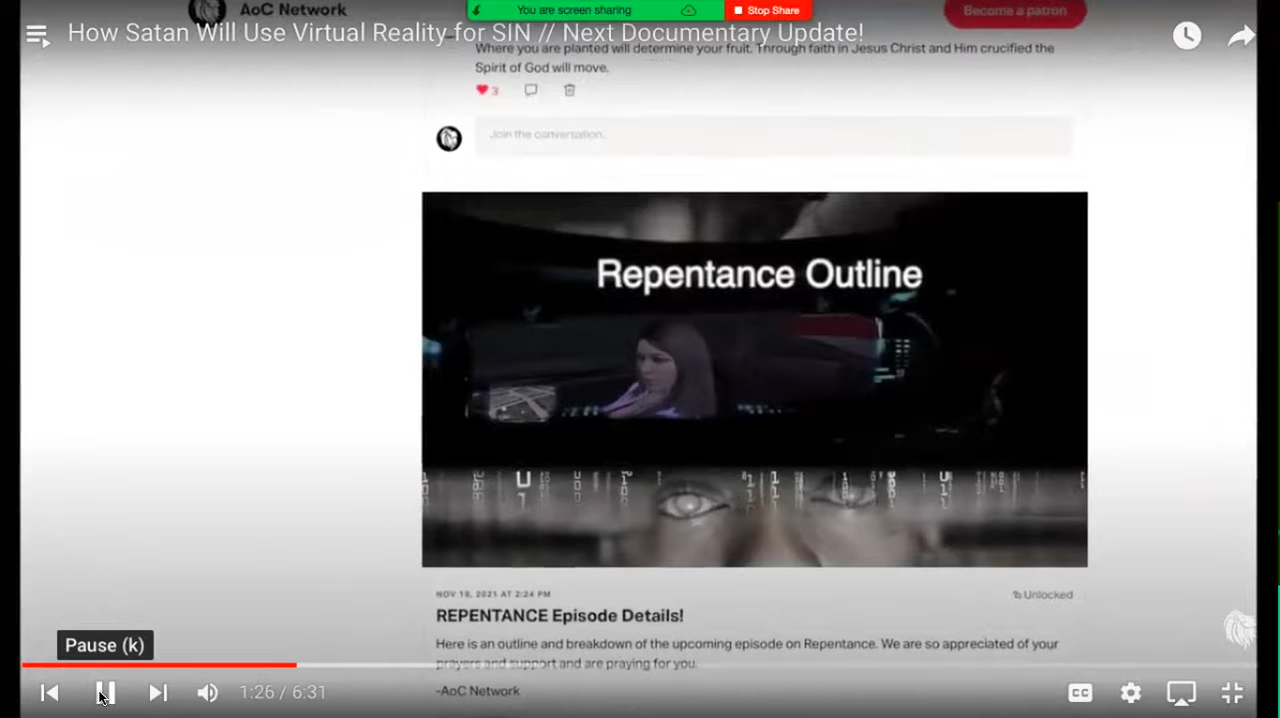 AoC Network
You are screen sharing
Stop Share
Become a patron
How Satan Will Use Virtual Reality for SIN // Next Documentary Update!
Where you are planted will determine your fruit. Through faith in Jesus Christ and Him crucified the
Spirit of God will move.
3
Join the conversation.
Repentance Outline
NOV 18, 2021 AT 2:24 PM
Unlocked
REPENTANCE Episode Details!
Here is an outline and breakdown of the upcoming episode on Repentance. We are so appreciated of your
prayers and support and are praying for you.
-AoC Network
Pause (k)
1:26 / 6:31
CC